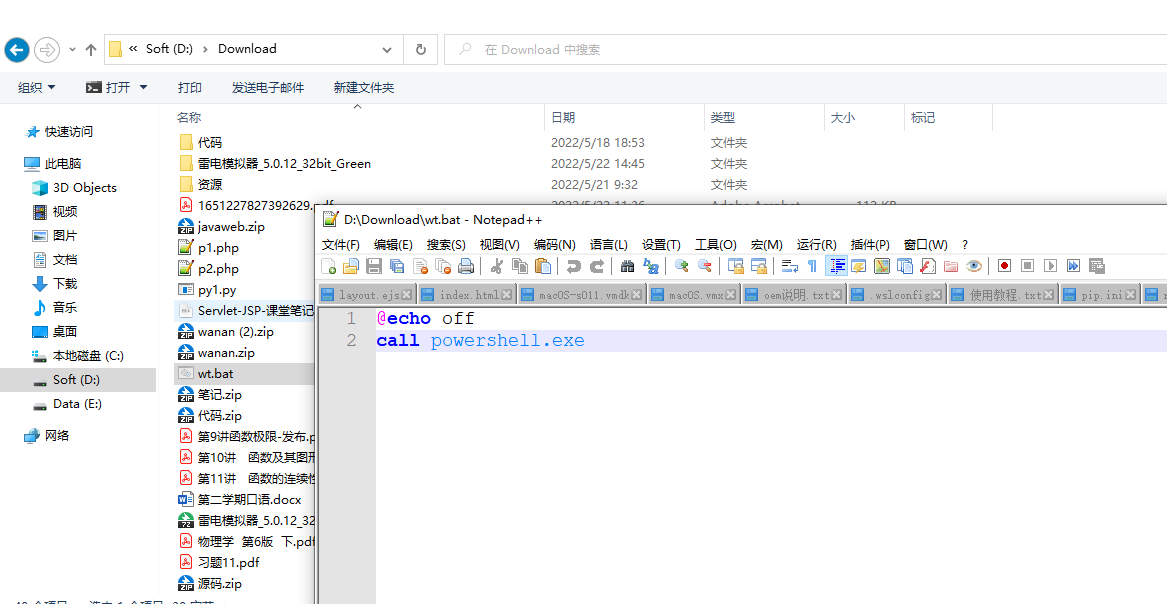 « Soft (D:) › Download
在 Download 中搜索
组织 打开 打印 发送电子邮件 新建文件夹
名称 日期 类型 大小 标记
快速访问
此电脑
3D Objects
视频
图片
文档
下载
音乐
桌面
本地磁盘 (C:)
Soft (D:)
Data (E:)
网络
代码 2022/5/18 18:53 文件夹
雷电模拟器_5.0.12_32bit_Green 2022/5/22 14:45 文件夹
资源 2022/5/21 9:32 文件夹
1651227827392629.pdf
javaweb.zip
p1.php
p2.php
py1.py
Servlet-JSP-课堂笔记
wanan (2).zip
wanan.zip
wt.bat
笔记.zip
代码.zip
第9讲函数极限-发布.p
第10讲 函数及其图形
第11讲 函数的连续性
第二学期口语.docx
雷电模拟器_5.0.12_32
物理学 第6版 下.pdf
习题11.pdf
源码.zip
D:\Download\wt.bat - Notepad++
文件(F) 编辑(E) 搜索(S) 视图(V) 编码(N) 语言(L) 设置(T) 工具(O) 宏(M) 运行(R) 插件(P) 窗口(W) ?
layout.ejs index.html macOS-s011.vmdk macOS.vmx oem说明.txt .wslconfig 使用教程.txt pip.ini
1 @echo off
2 call powershell.exe